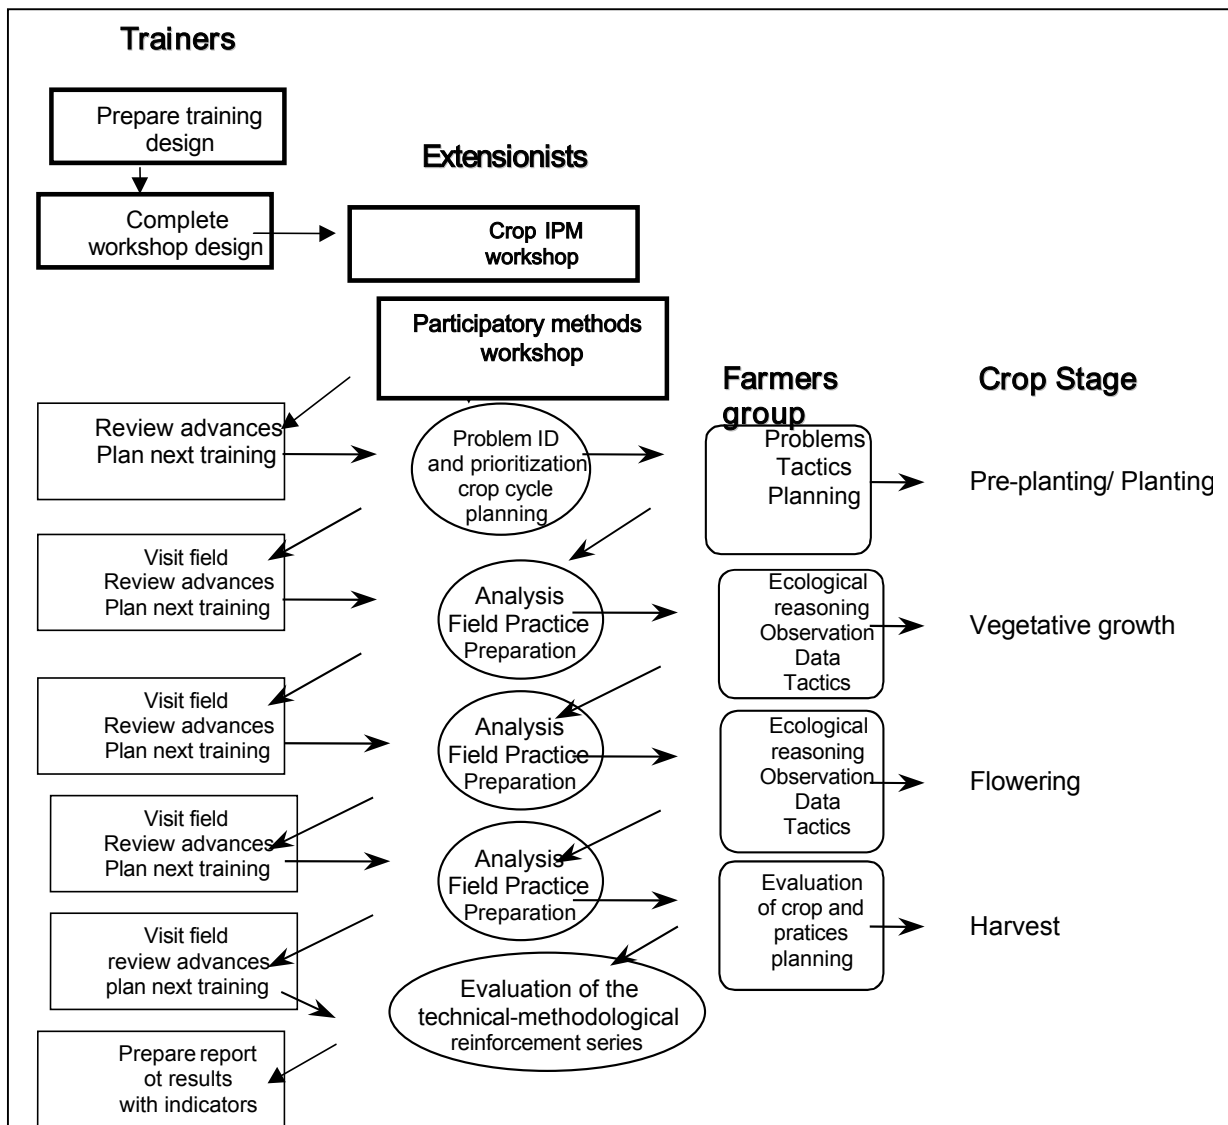 Trainers
Prepare training
design
Extensionists
Complete
workshop design
Crop IPM
workshop
Participatory methods
workshop
Farmers
group
Crop Stage
Review advances
Plan next training
Problem ID
and prioritization
crop cycle
planning
Problems
Tactics
Planning
Pre-planting/ Planting
Visit field
Review advances
Plan next training
Analysis
Field Practice
Preparation
Ecological
reasoning
Observation
Data
Tactics
Vegetative growth
Visit field
Review advances
Plan next training
Analysis
Field Practice
Preparation
Ecological
reasoning
Observation
Data
Tactics
Flowering
Visit field
Review advances
Plan next training
Analysis
Field Practice
Preparation
Evaluation
of crop and
pratices
planning
Harvest
Visit field
review advances
plan next training
Evaluation of the
technical-methodological
reinforcement series
Prepare report
ot results
with indicators